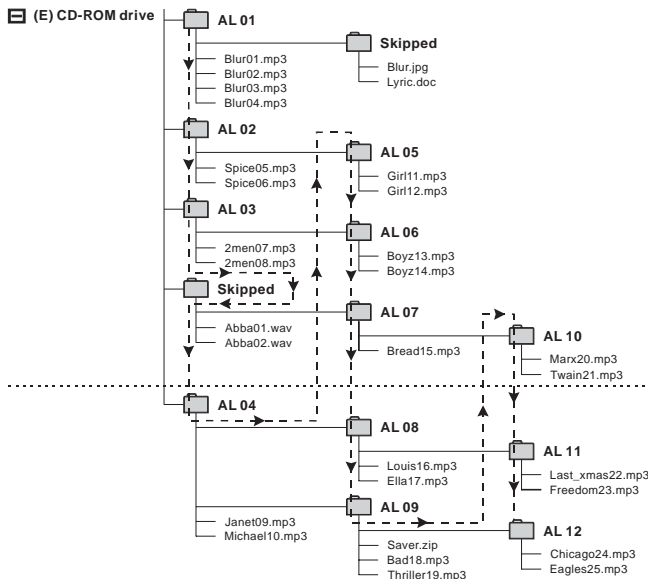 (E) CD-ROM drive
AL 01
Blur01.mp3
Blur02.mp3
Blur03.mp3
Blur04.mp3
Skipped
Blur.jpg
Lyric.doc
AL 02
Spice05.mp3
Spice06.mp3
AL 05
Girl11.mp3
Girl12.mp3
AL 03
2men07.mp3
2men08.mp3
AL 06
Boyz13.mp3
Boyz14.mp3
Skipped
Abba01.wav
Abba02.wav
AL 07
Bread15.mp3
AL 10
Marx20.mp3
Twain21.mp3
AL 04
Janet09.mp3
Michael10.mp3
AL 08
Louis16.mp3
Ella17.mp3
AL 11
Last_xmas22.mp3
Freedom23.mp3
AL 09
Saver.zip
Bad18.mp3
Thriller19.mp3
AL 12
Chicago24.mp3
Eagles25.mp3